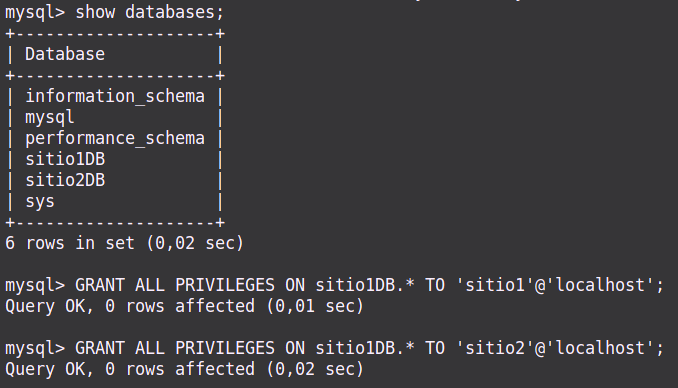 mysql> show databases;
+--------------------+
| Database           |
+--------------------+
| information_schema |
| mysql              |
| performance_schema |
| sitio1DB           |
| sitio2DB           |
| sys                |
+--------------------+
6 rows in set (0,02 sec)
mysql> GRANT ALL PRIVILEGES ON sitio1DB.* TO 'sitio1'@'localhost';
Query OK, 0 rows affected (0,01 sec)
mysql> GRANT ALL PRIVILEGES ON sitio1DB.* TO 'sitio2'@'localhost';
Query OK, 0 rows affected (0,02 sec)